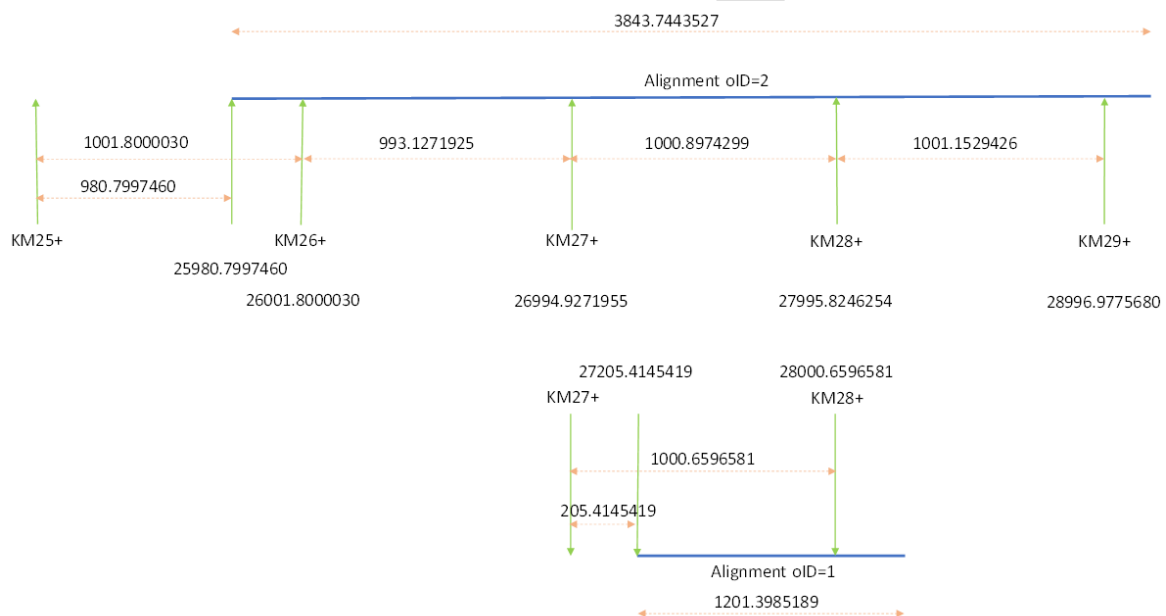 3843.7443527
Alignment oID=2
1001.8000030
993.1271925
1000.8974299
1001.1529426
980.7997460
KM25+
KM26+
KM27+
KM28+
KM29+
25980.7997460
26001.8000030
26994.9271955
27995.8246254
28996.9775680
27205.4145419
28000.6596581
KM27+
KM28+
1000.6596581
205.4145419
Alignment oID=1
1201.3985189